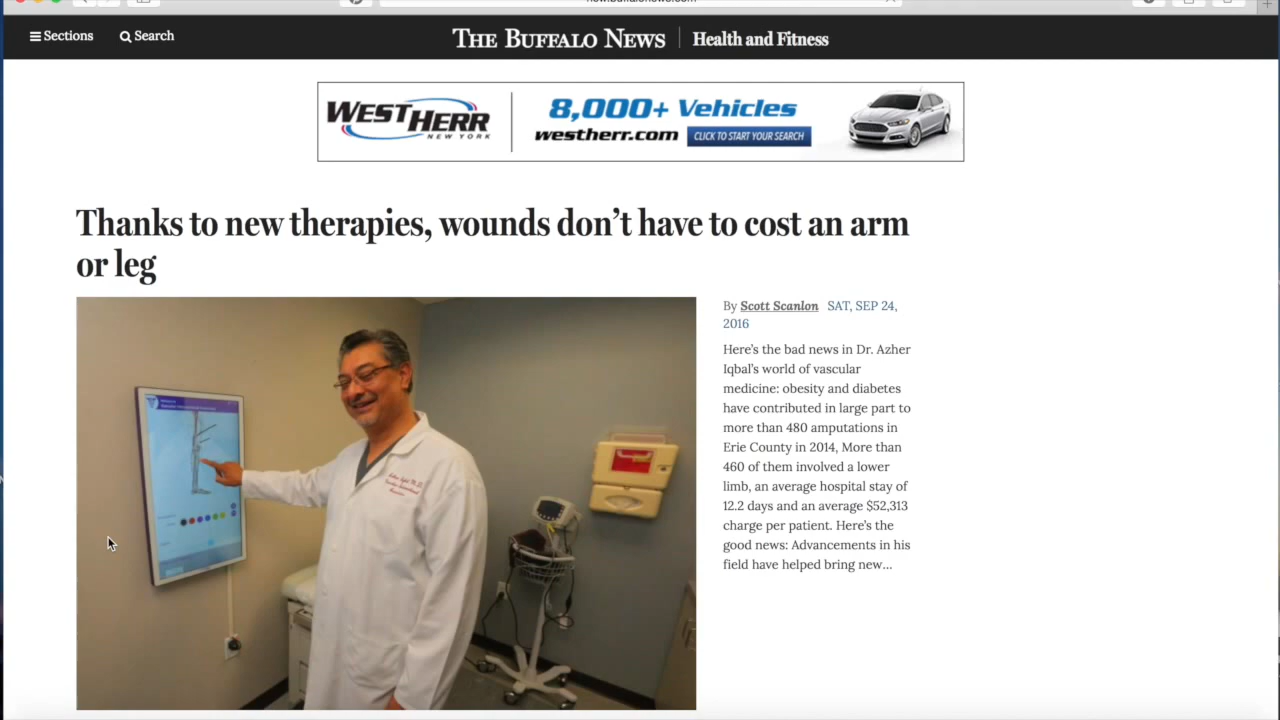 Sections
Search
THE BUFFALO NEWS
Health and Fitness
WEST HERR
NEW YORK
8,000+ Vehicles
westherr.com
CLICK TO START YOUR SEARCH
Thanks to new therapies, wounds don’t have to cost an arm
or leg
By Scott Scanlon SAT, SEP 24,
2016
Here’s the bad news in Dr. Azher
Iqbal’s world of vascular
medicine: obesity and diabetes
have contributed in large part to
more than 480 amputations in
Erie County in 2014, More than
460 of them involved a lower
limb, an average hospital stay of
12.2 days and an average $52,313
charge per patient. Here’s the
good news: Advancements in his
field have helped bring new...